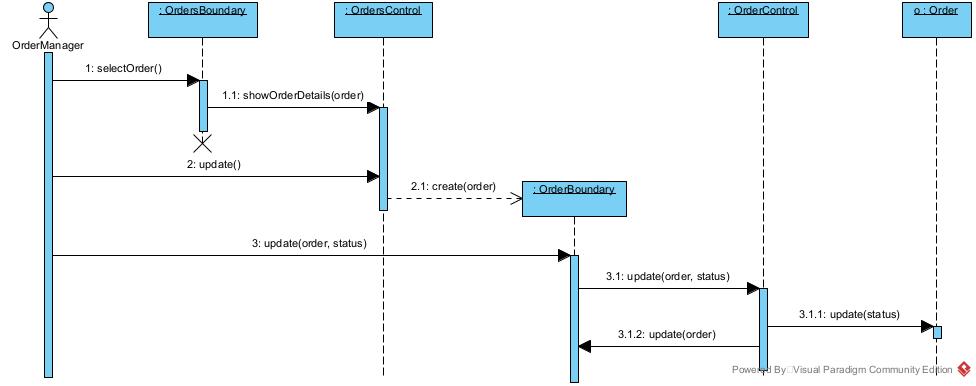 : OrdersBoundary
: OrdersControl
: OrderControl
o : Order
OrderManager
1: selectOrder()
1.1: showOrderDetails(order)
2: update()
2.1: create(order)
: OrderBoundary
3: update(order, status)
3.1: update(order, status)
3.1.1: update(status)
3.1.2: update(order)
Powered By Visual Paradigm Community Edition